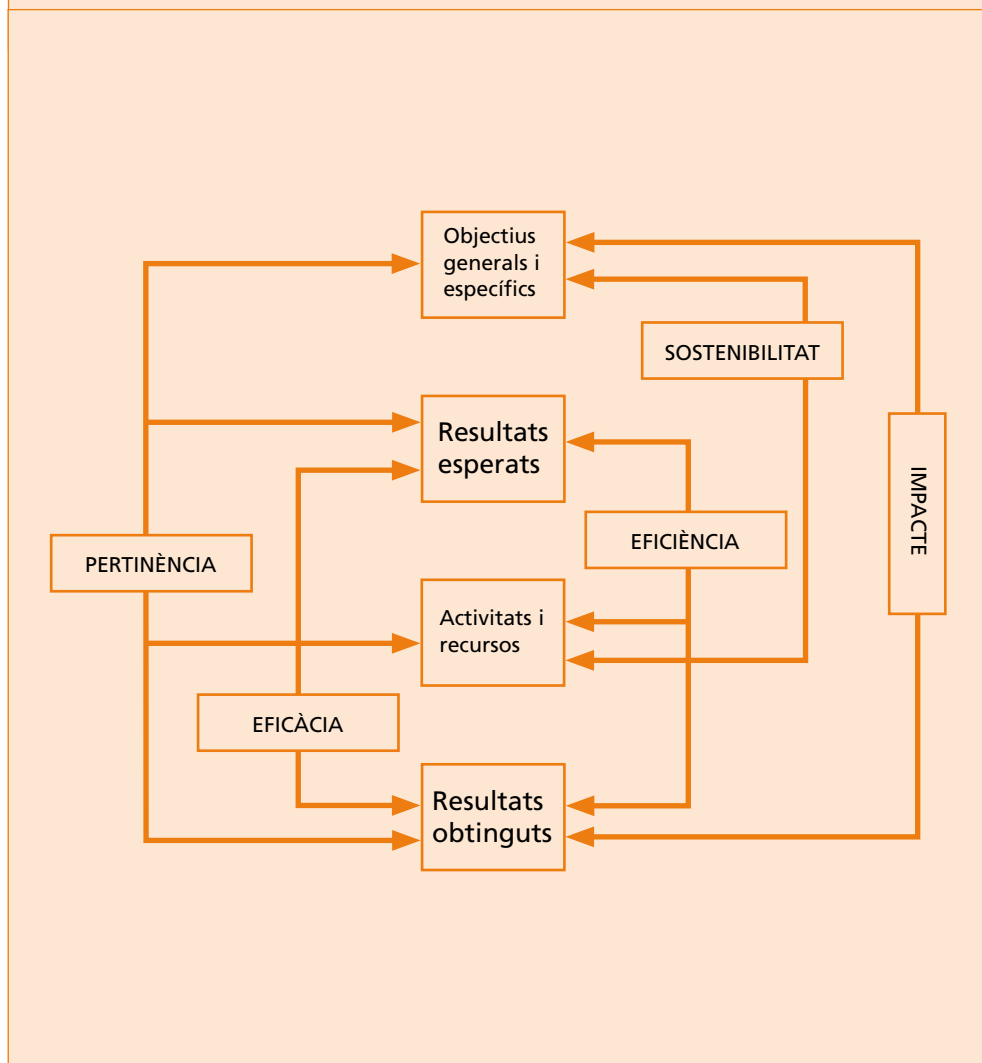 Objectius
generals i
específics
SOSTENIBILITAT
Resultats
esperats
IMPACTE
EFICIÈNCIA
PERTINÈNCIA
Activitats i
recursos
EFICÀCIA
Resultats
obtinguts